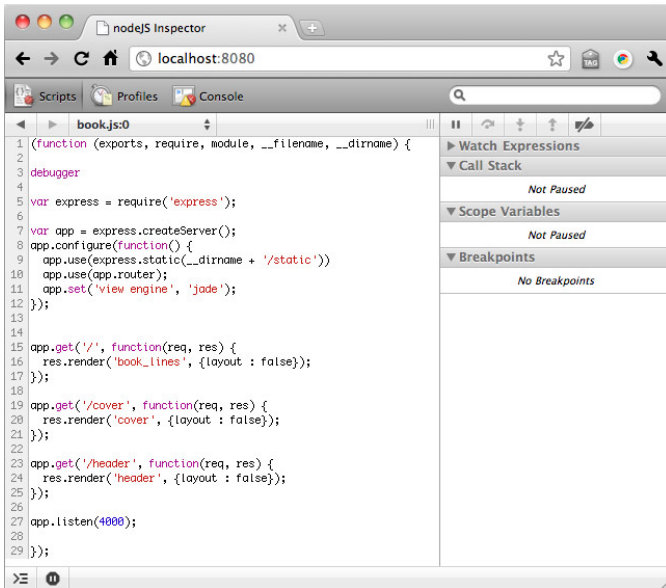 nodeJS Inspector
localhost:8080
TAG
Scripts Profiles Console
book.js:0
1 (function (exports, require, module, __filename, __dirname) {
2
3 debugger
4
5 var express = require('express');
6
7 var app = express.createServer();
8 app.configure(function() {
9 app.use(express.static(__dirname + '/static'))
10 app.use(app.router);
11 app.set('view engine', 'jade');
12 });
13
14
15 app.get('/', function(req, res) {
16 res.render('book_lines', {layout : false});
17 });
18
19 app.get('/cover', function(req, res) {
20 res.render('cover', {layout : false});
21 });
22
23 app.get('/header', function(req, res) {
24 res.render('header', {layout : false});
25 });
26
27 app.listen(4000);
28
29 });
Watch Expressions
Call Stack
Not Paused
Scope Variables
Not Paused
Breakpoints
No Breakpoints